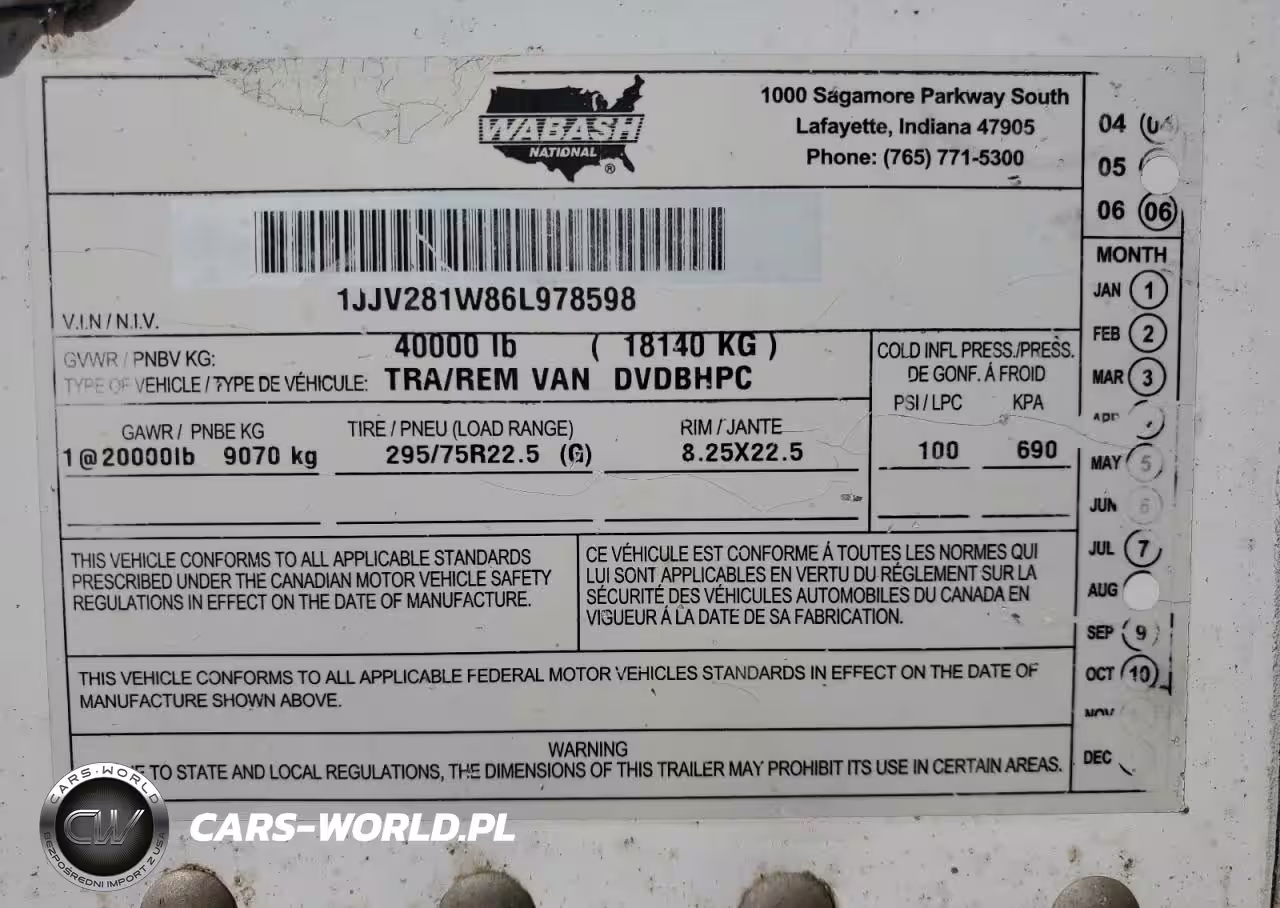 WABASH
NATIONAL
®
1000 Sagamore Parkway South
Lafayette, Indiana 47905
Phone: (765) 771-5300
04
05
06 06
MONTH
JAN 1
FEB 2
MAR 3
MAY 5
JUN 6
JUL 7
AUG
SEP 9
OCT 10
NOV
DEC
1JJV281W86L978598
V.I.N / N.I.V.
GVWR / PNBV KG: 40000 lb ( 18140 KG )
TYPE OF VEHICLE / TYPE DE VÉHICULE: TRA/REM VAN DVDBHPC
COLD INFL PRESS./PRESS.
DE GONF. Á FROID
PSI / LPC KPA
100 690
GAWR / PNBE KG TIRE / PNEU (LOAD RANGE) RIM / JANTE
1@20000lb 9070 kg 295/75R22.5 (G) 8.25X22.5
THIS VEHICLE CONFORMS TO ALL APPLICABLE STANDARDS
PRESCRIBED UNDER THE CANADIAN MOTOR VEHICLE SAFETY
REGULATIONS IN EFFECT ON THE DATE OF MANUFACTURE.
CE VÉHICULE EST CONFORME Á TOUTES LES NORMES QUI
LUI SONT APPLICABLES EN VERTU DU RÉGLEMENT SUR LA
SÉCURITÉ DES VÉHICULES AUTOMOBILES DU CANADA EN
VIGUEUR Á LA DATE DE SA FABRICATION.
THIS VEHICLE CONFORMS TO ALL APPLICABLE FEDERAL MOTOR VEHICLES STANDARDS IN EFFECT ON THE DATE OF
MANUFACTURE SHOWN ABOVE.
WARNING
TO STATE AND LOCAL REGULATIONS, THE DIMENSIONS OF THIS TRAILER MAY PROHIBIT ITS USE IN CERTAIN AREAS.
CARS-WORLD
CW
BEZPOŚREDNI IMPORT Z USA
CARS-WORLD.PL